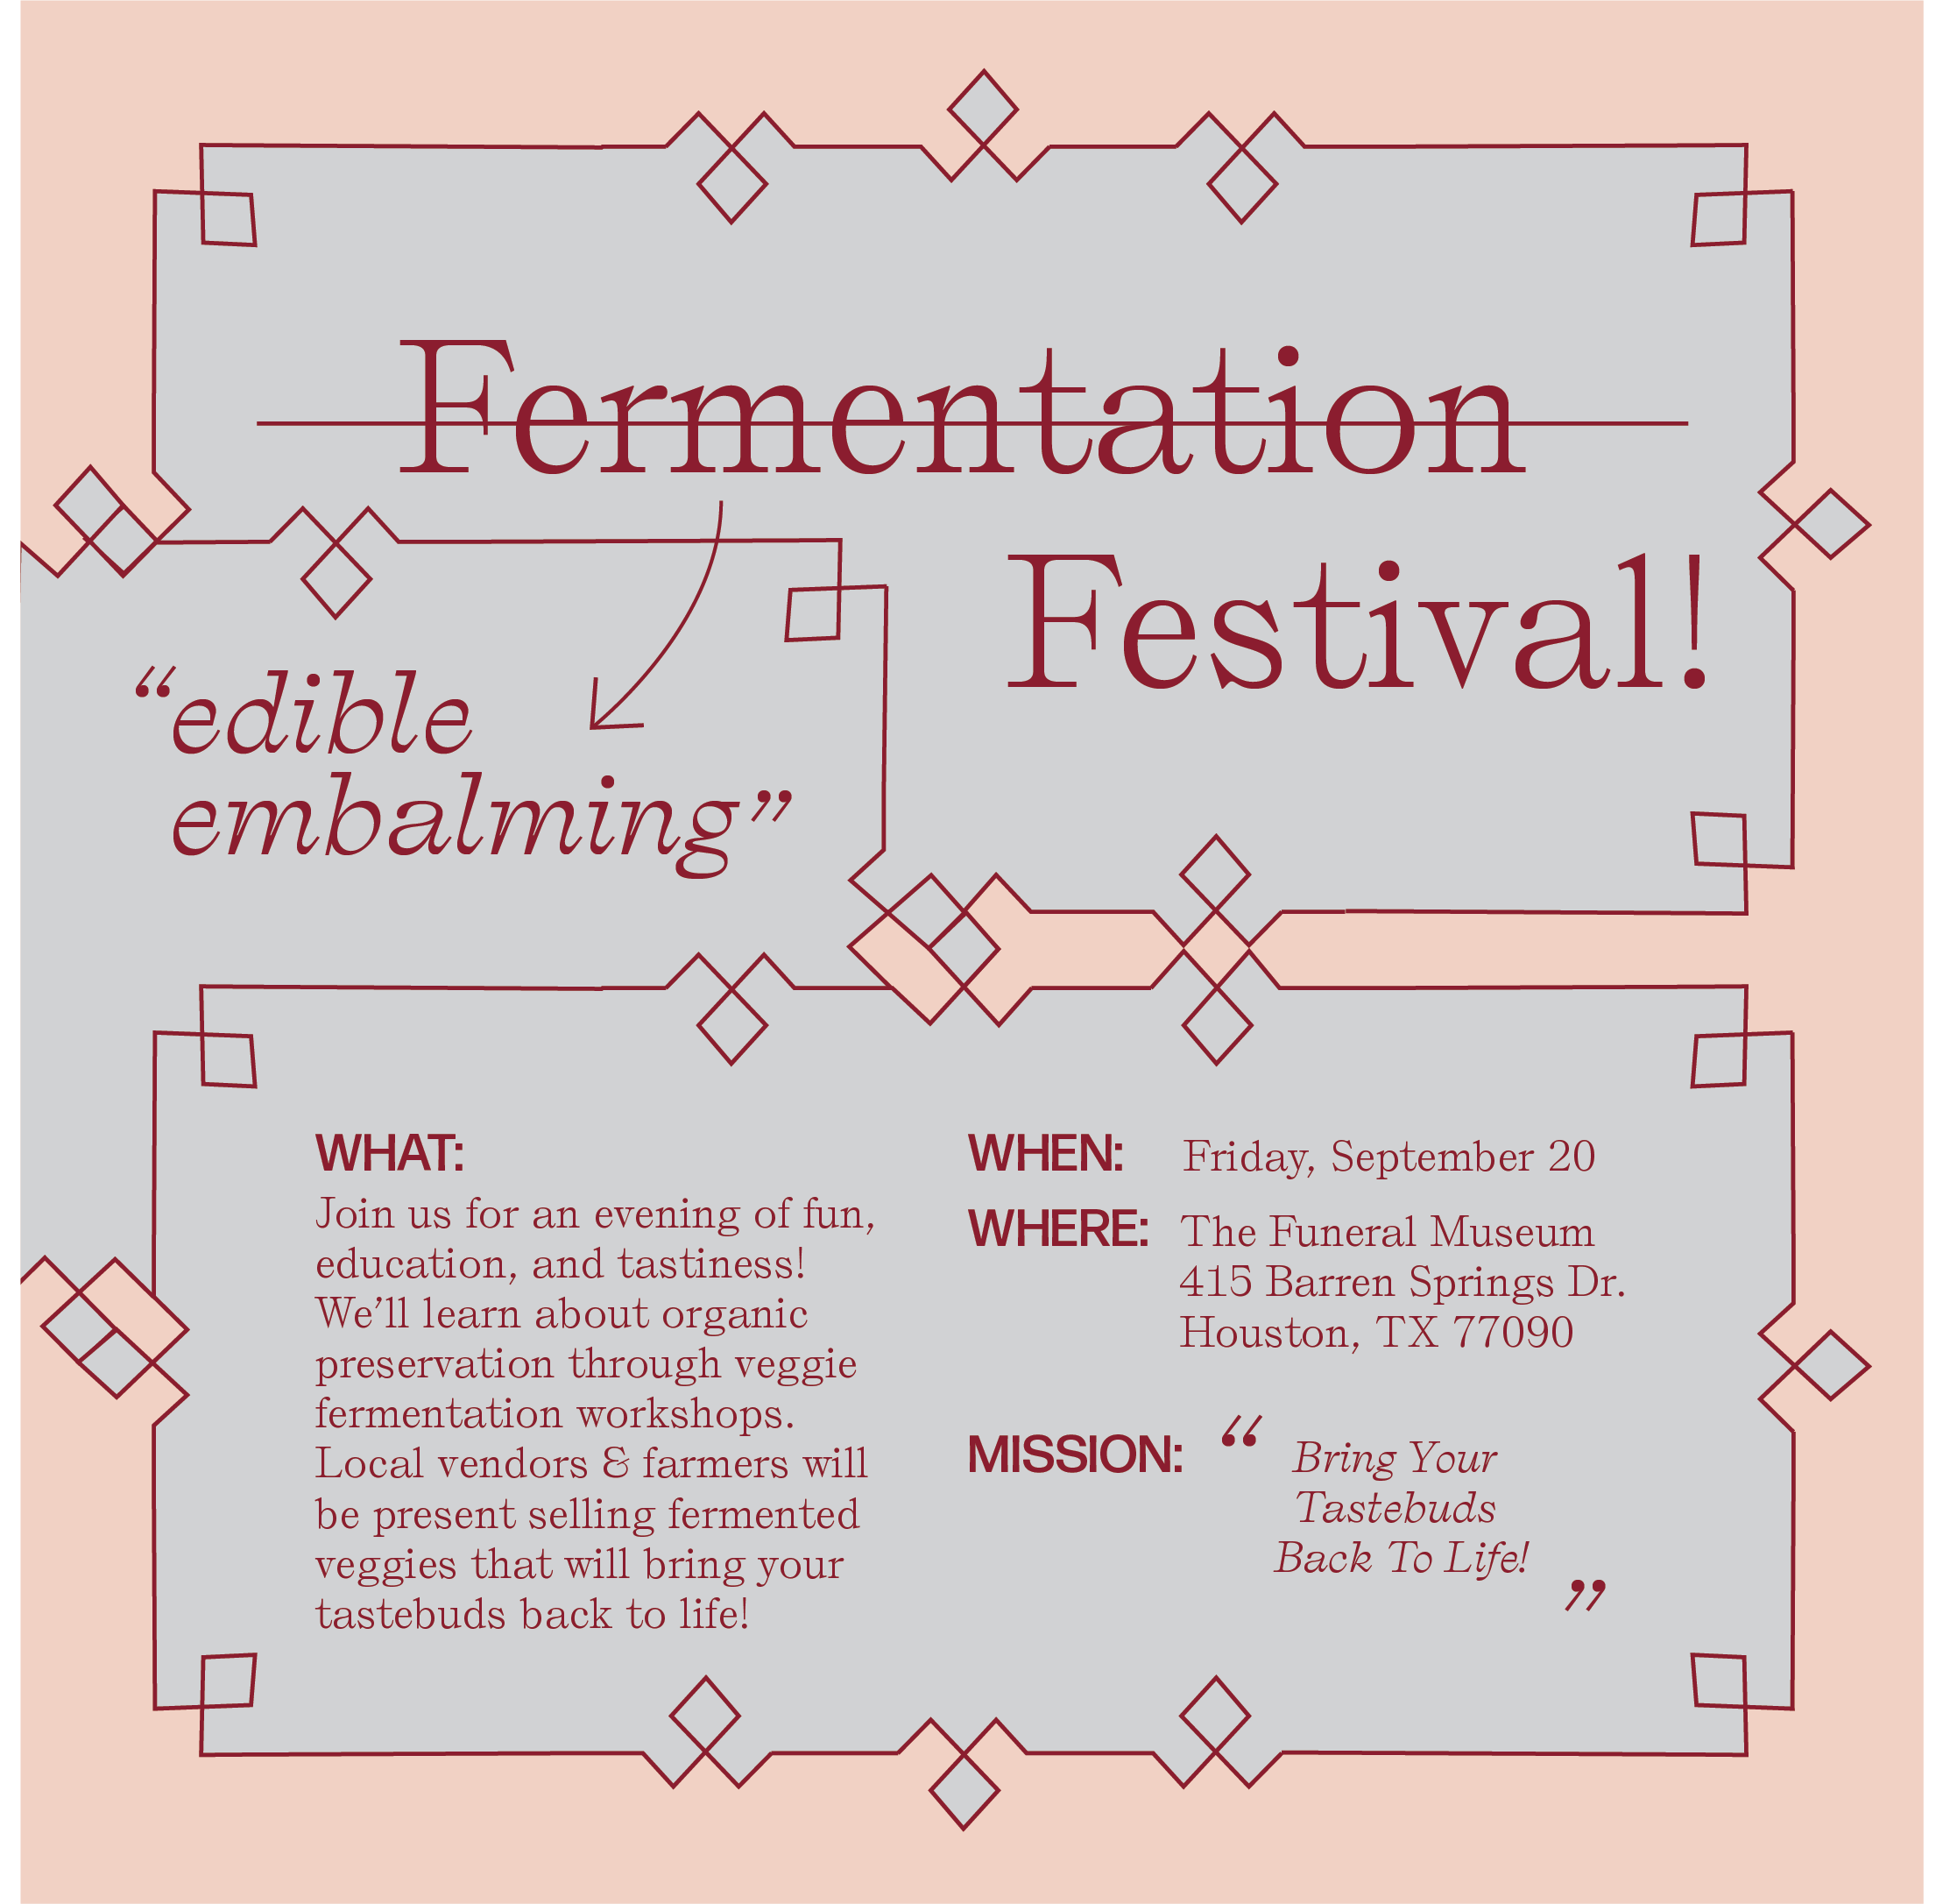 Fermentation
Festival!
“edible
embalming”
WHAT:
Join us for an evening of fun,
education, and tastiness!
We’ll learn about organic
preservation through veggie
fermentation workshops.
Local vendors & farmers will
be present selling fermented
veggies that will bring your
tastebuds back to life!
WHEN: Friday, September 20
WHERE: The Funeral Museum
415 Barren Springs Dr.
Houston, TX 77090
MISSION: “ Bring Your
Tastebuds
Back To Life! ”